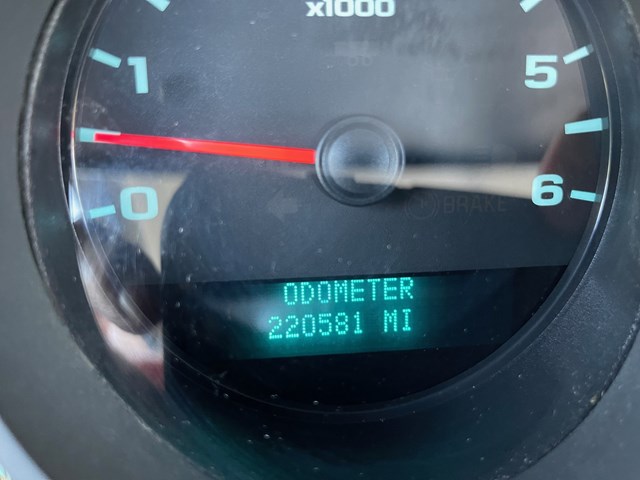 x1000
1
5
0
6
BRAKE
ODOMETER
220581 MI